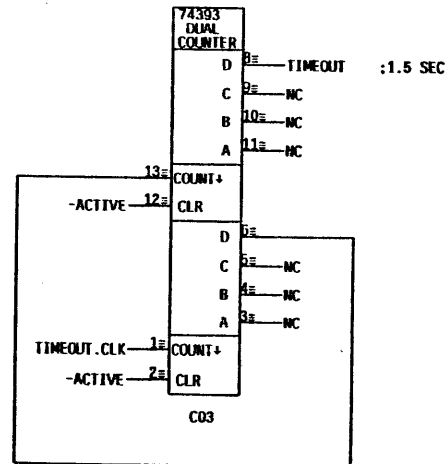 74393
DUAL
COUNTER
D 8 TIMEOUT ;1.5 SEC
C 9 NC
B 10 NC
A 11 NC
13 COUNT↓
-ACTIVE 12 CLR
D 6
C 5 NC
B 4 NC
A 3 NC
TIMEOUT.CLK 1 COUNT↓
-ACTIVE 2 CLR
C03